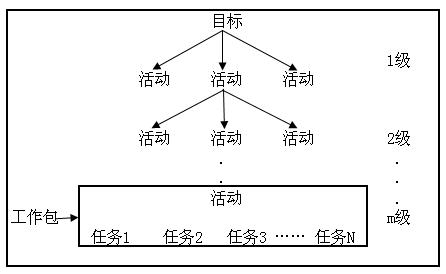 目标
活动 活动 活动 1级
活动 活动 活动 2级
活动
工作包 m级
任务1 任务2 任务3 …… 任务N